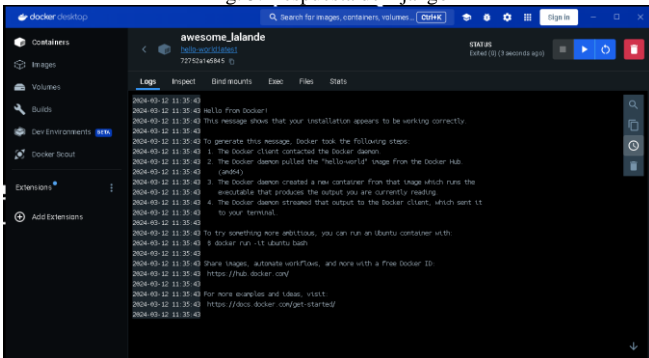 docker desktop
Search for images, containers, volumes... Ctrl+K
Sign in
Containers
Images
Volumes
Builds
Dev Environments BETA
Docker Scout
Extensions
Add Extensions
awesome_lalande
hello-world:latest
72752a145845
STATUS
Exited (0) (3 seconds ago)
Logs Inspect Bind mounts Exec Files Stats
2024-03-12 11:35:43
2024-03-12 11:35:43 Hello from Docker!
2024-03-12 11:35:43 This message shows that your installation appears to be working correctly.
2024-03-12 11:35:43
2024-03-12 11:35:43 To generate this message, Docker took the following steps:
2024-03-12 11:35:43 1. The Docker client contacted the Docker daemon.
2024-03-12 11:35:43 2. The Docker daemon pulled the "hello-world" image from the Docker Hub.
2024-03-12 11:35:43 (amd64)
2024-03-12 11:35:43 3. The Docker daemon created a new container from that image which runs the
2024-03-12 11:35:43 executable that produces the output you are currently reading.
2024-03-12 11:35:43 4. The Docker daemon streamed that output to the Docker client, which sent it
2024-03-12 11:35:43 to your terminal.
2024-03-12 11:35:43
2024-03-12 11:35:43 To try something more ambitious, you can run an Ubuntu container with:
2024-03-12 11:35:43 $ docker run -it ubuntu bash
2024-03-12 11:35:43
2024-03-12 11:35:43 Share images, automate workflows, and more with a free Docker ID:
2024-03-12 11:35:43 https://hub.docker.com/
2024-03-12 11:35:43
2024-03-12 11:35:43 For more examples and ideas, visit:
2024-03-12 11:35:43 https://docs.docker.com/get-started/
2024-03-12 11:35:43